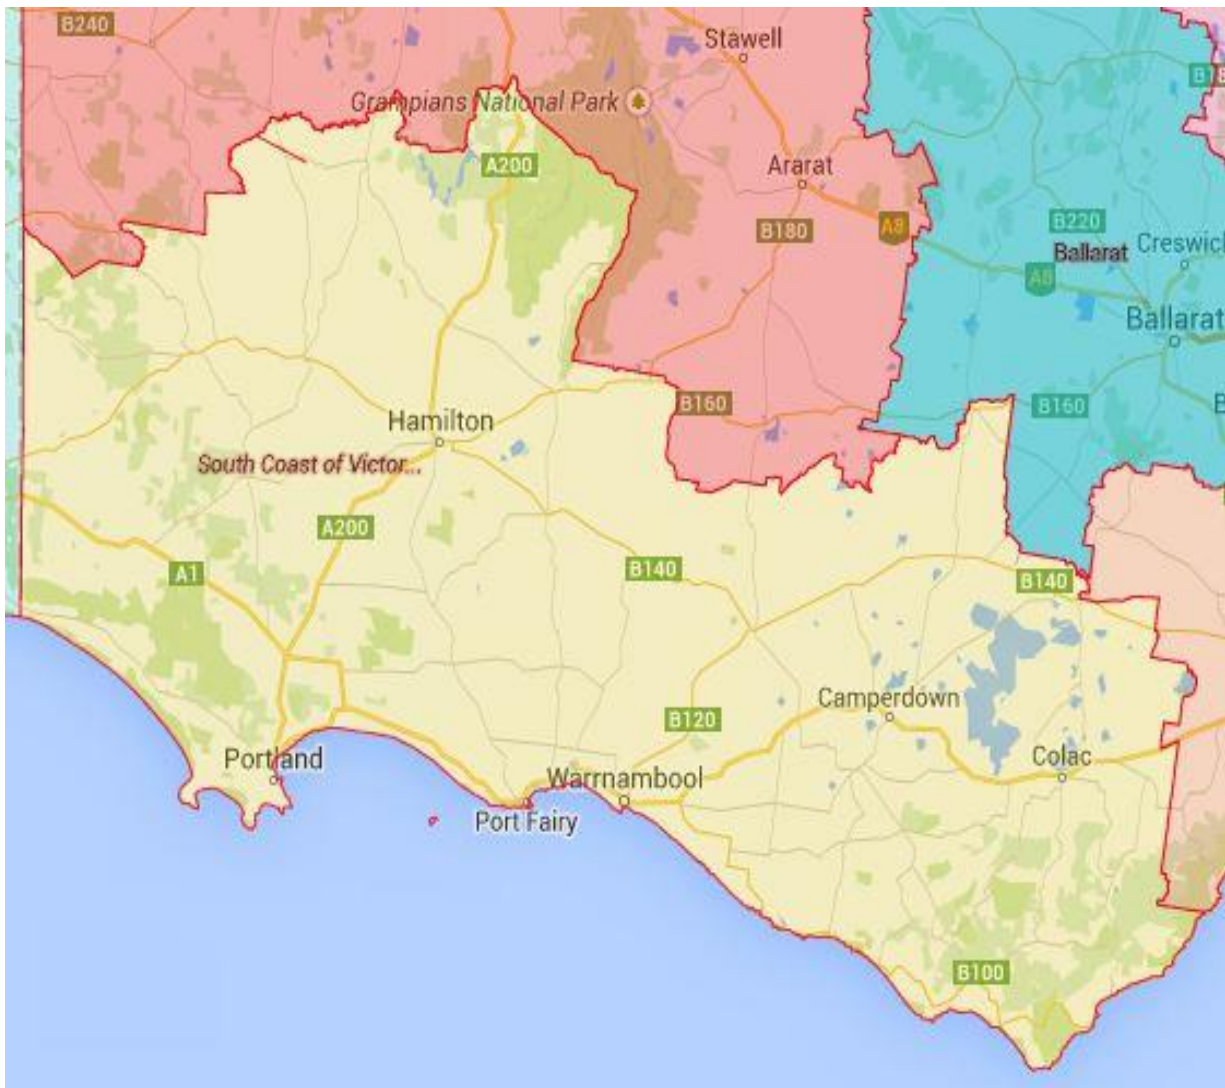 B240
Stawell
B18
Grampians National Park
A200
Ararat
B220
B180
A8
Ballarat
Creswick
A8
Ballarat
B160
B160
B
Hamilton
South Coast of Victor...
A200
B140
A1
B140
Camperdown
B120
Portland
Colac
Warrnambool
Port Fairy
B100